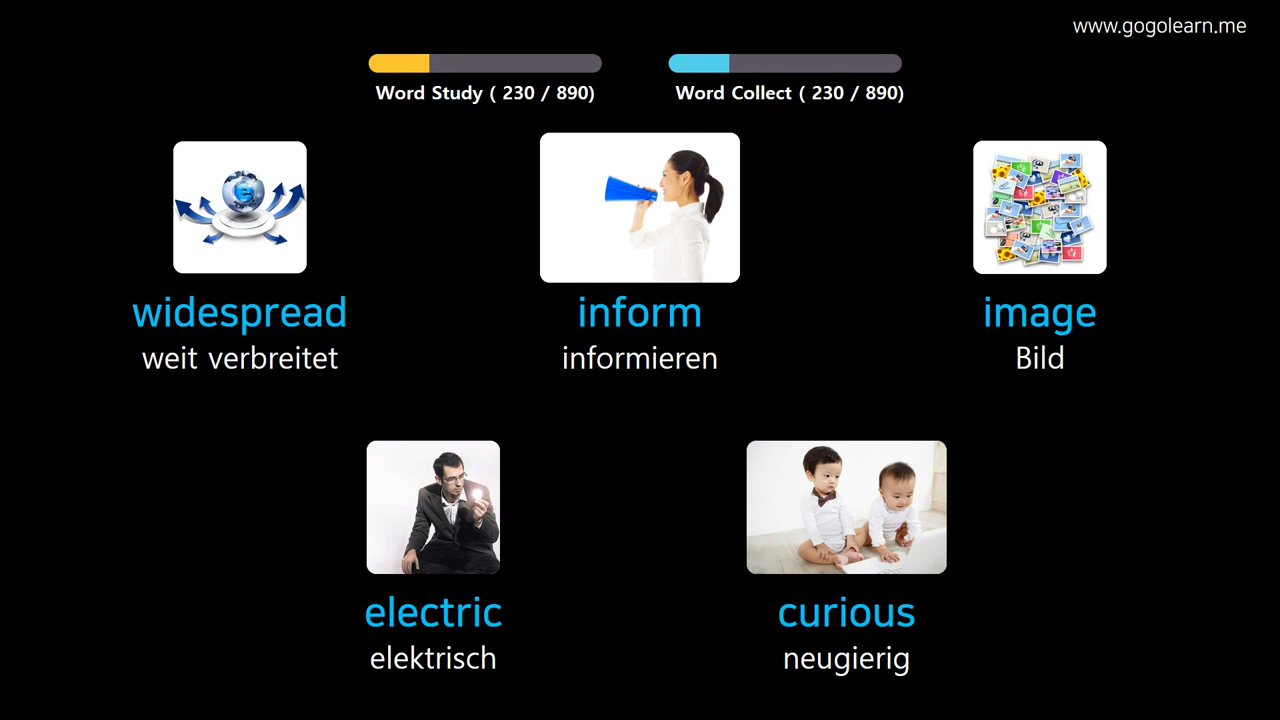 www.gogolearn.me
Word Study ( 230 / 890)
Word Collect ( 230 / 890)
widespread
weit verbreitet
inform
informieren
image
Bild
electric
elektrisch
curious
neugierig